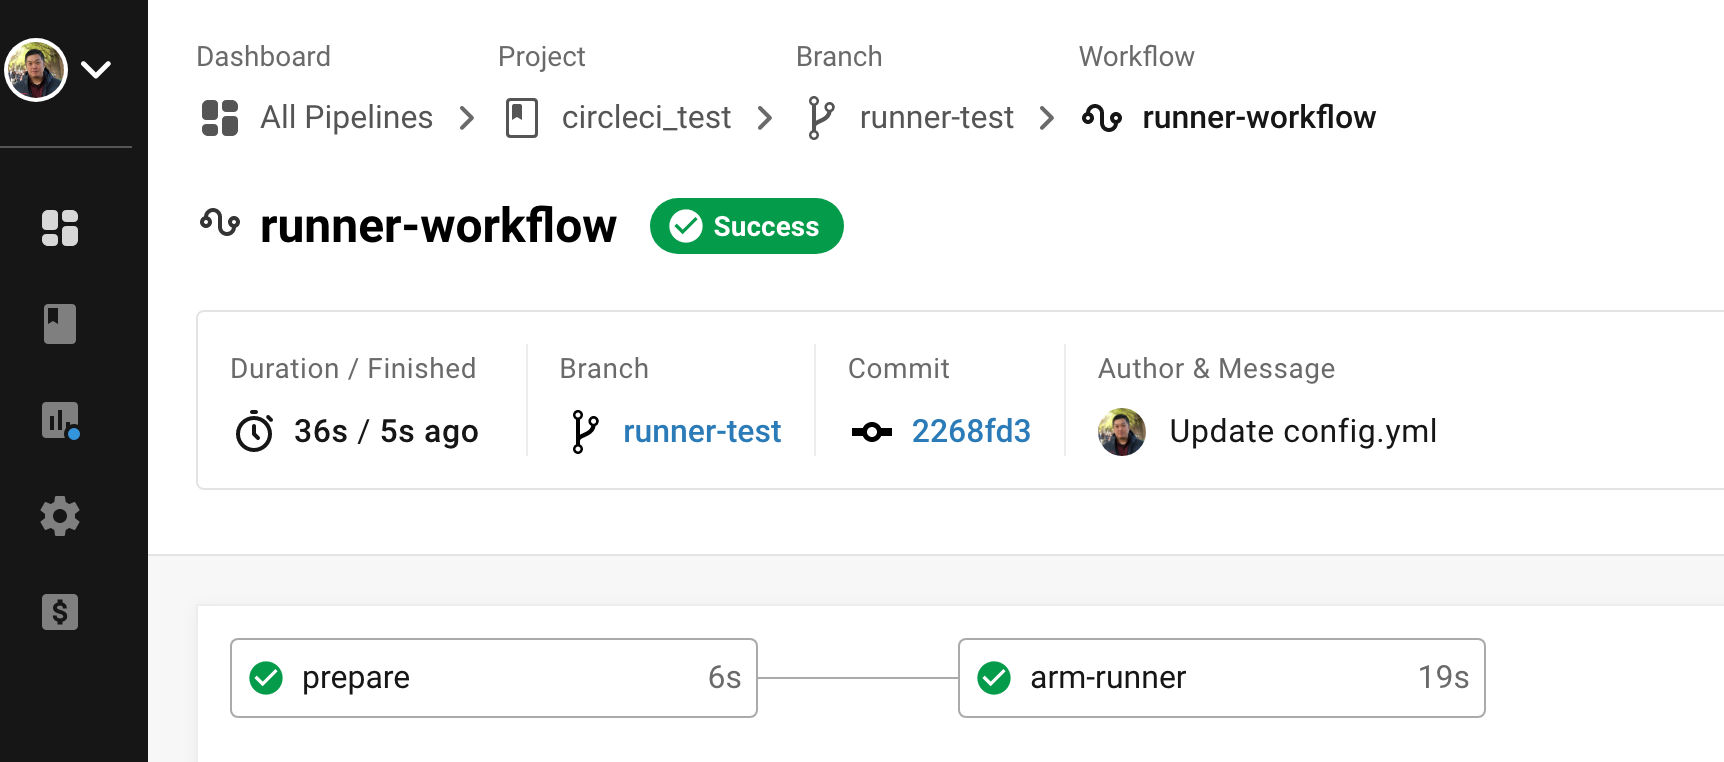 Dashboard Project Branch Workflow
All Pipelines circleci_test runner-test runner-workflow
runner-workflow Success
Duration / Finished Branch Commit Author & Message
36s / 5s ago runner-test 2268fd3 Update config.yml
prepare 6s arm-runner 19s